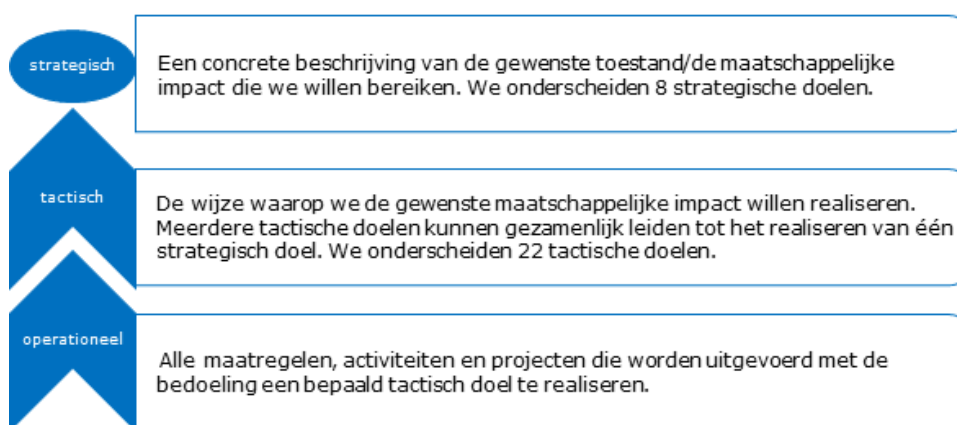 strategisch
Een concrete beschrijving van de gewenste toestand/de maatschappelijke
impact die we willen bereiken. We onderscheiden 8 strategische doelen.
tactisch
De wijze waarop we de gewenste maatschappelijke impact willen realiseren.
Meerdere tactische doelen kunnen gezamenlijk leiden tot het realiseren van één
strategisch doel. We onderscheiden 22 tactische doelen.
operationeel
Alle maatregelen, activiteiten en projecten die worden uitgevoerd met de
bedoeling een bepaald tactisch doel te realiseren.